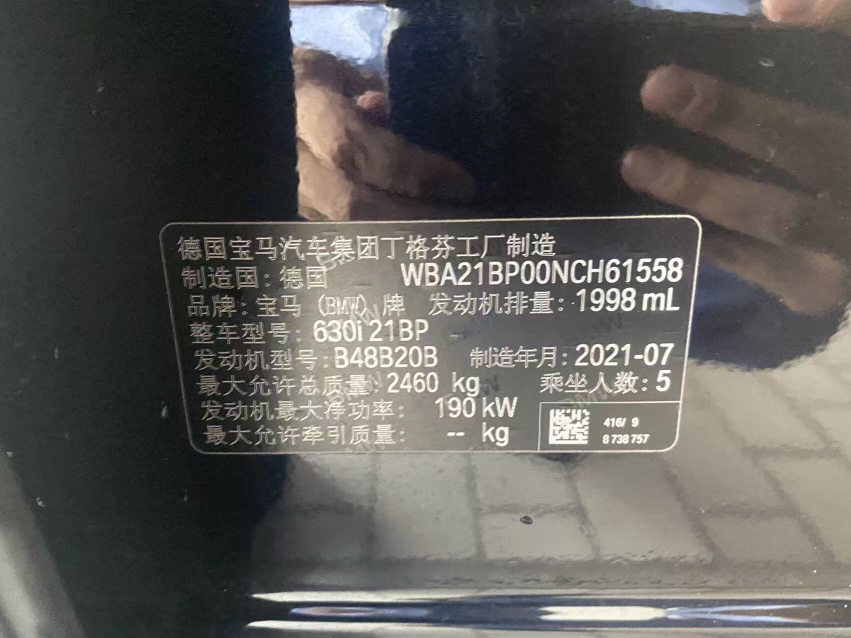 德国宝马汽车集团丁格芬工厂制造
制造国: 德国 WBA21BP00NCH61558
品牌: 宝马 (BMW) 牌 发动机排量: 1998 mL
整车型号: 630i 21BP
发动机型号: B48B20B 制造年月: 2021-07
最大允许总质量 2460 kg 乘坐人数: 5
发动机最大净功率: 190 kW
最大允许牵引质量: -- kg
416/ 9
8 738 757